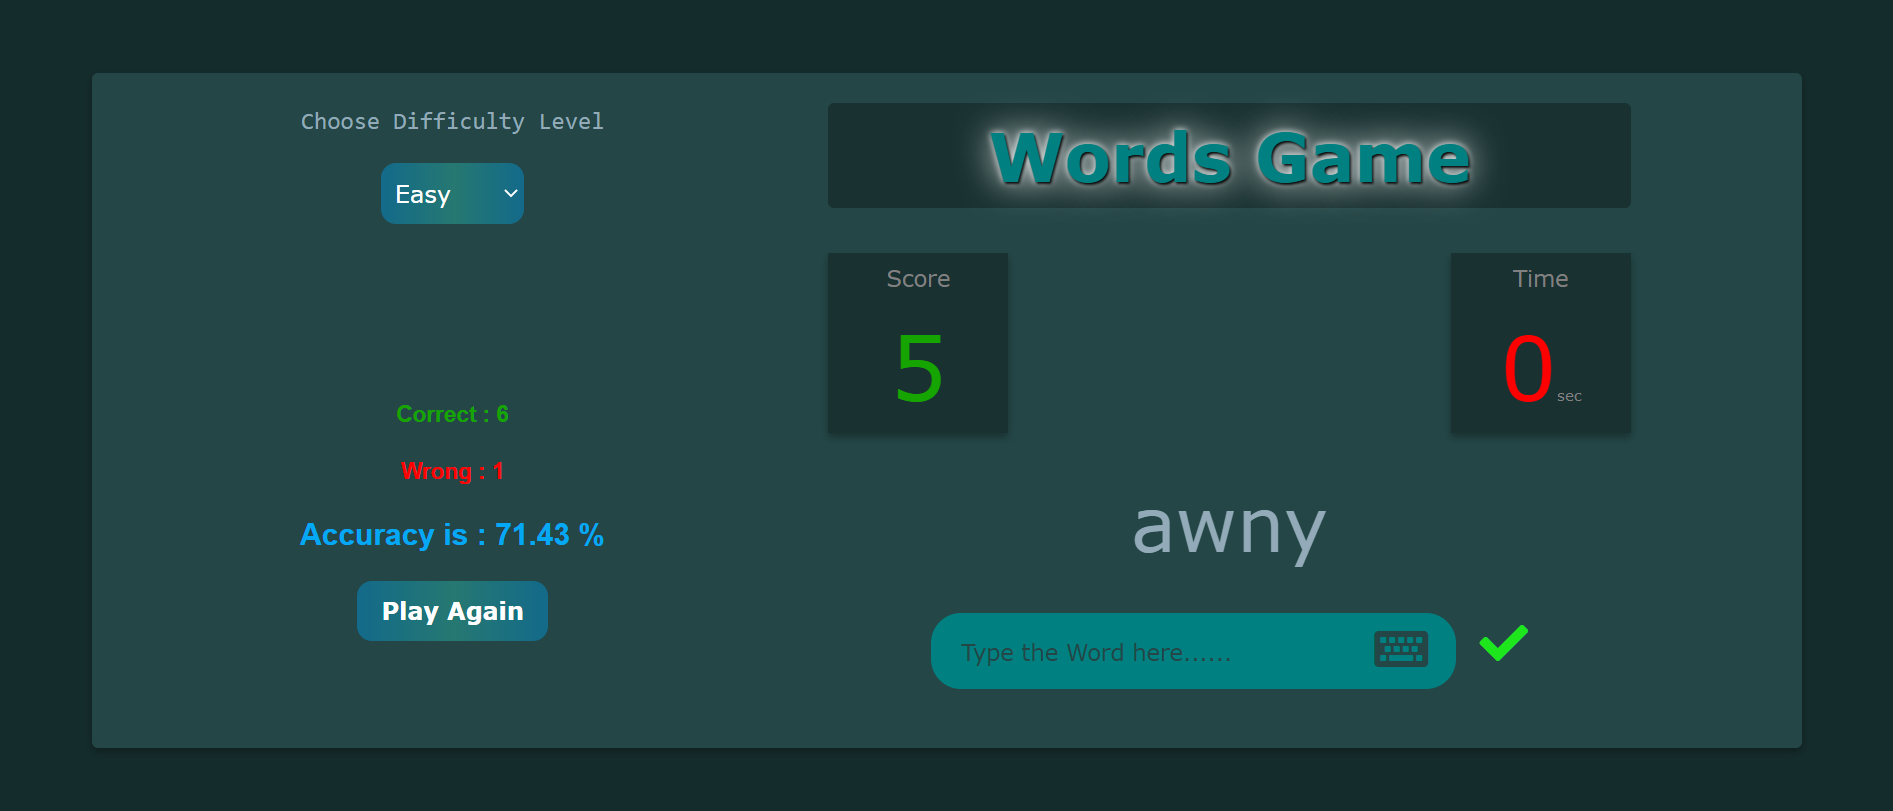 Choose Difficulty Level
Easy
Correct : 6
Wrong : 1
Accuracy is : 71.43 %
Play Again
Words Game
Score
5
Time
0 sec
awny
Type the Word here......